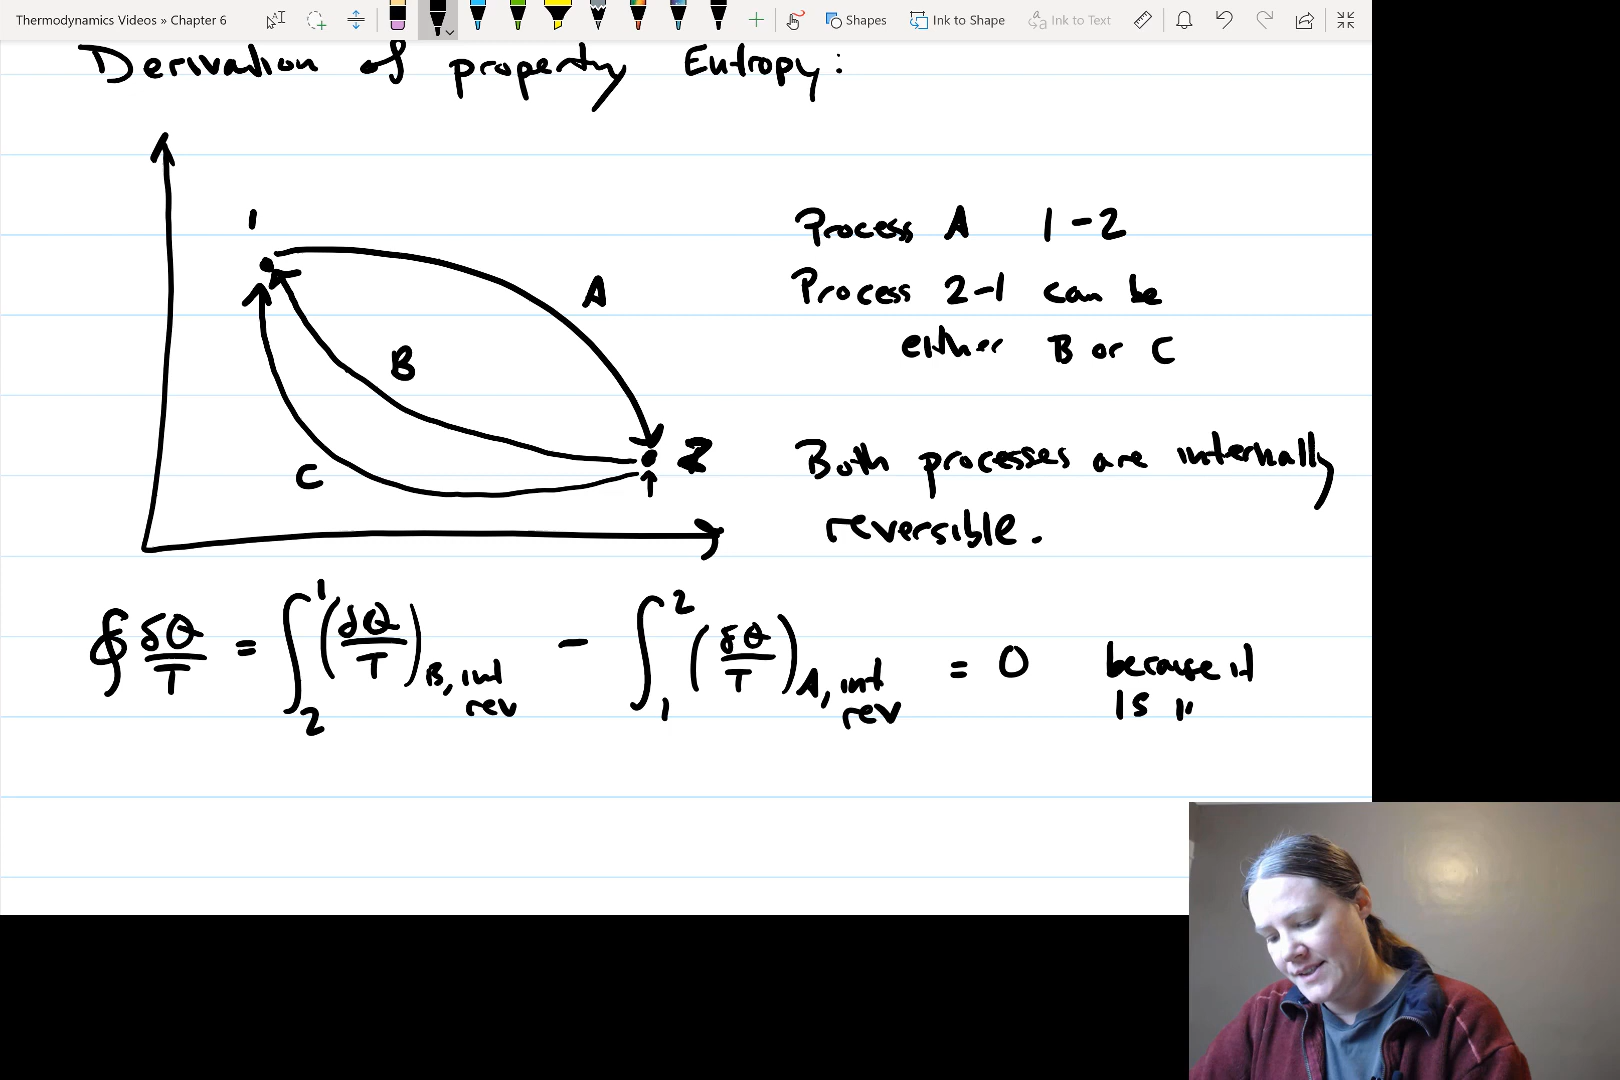 Thermodynamics Videos » Chapter 6
Shapes
Ink to Shape
Ink to Text
Derivation of property Entropy:
1
A
B
C
2
Process A 1-2
Process 2-1 can be
either B or C
Both processes are internally
reversible.
∮ δQ/T = ∫₂¹ (δQ/T)B, int rev − ∫₁² (δQ/T)A, int rev = 0 because it
is